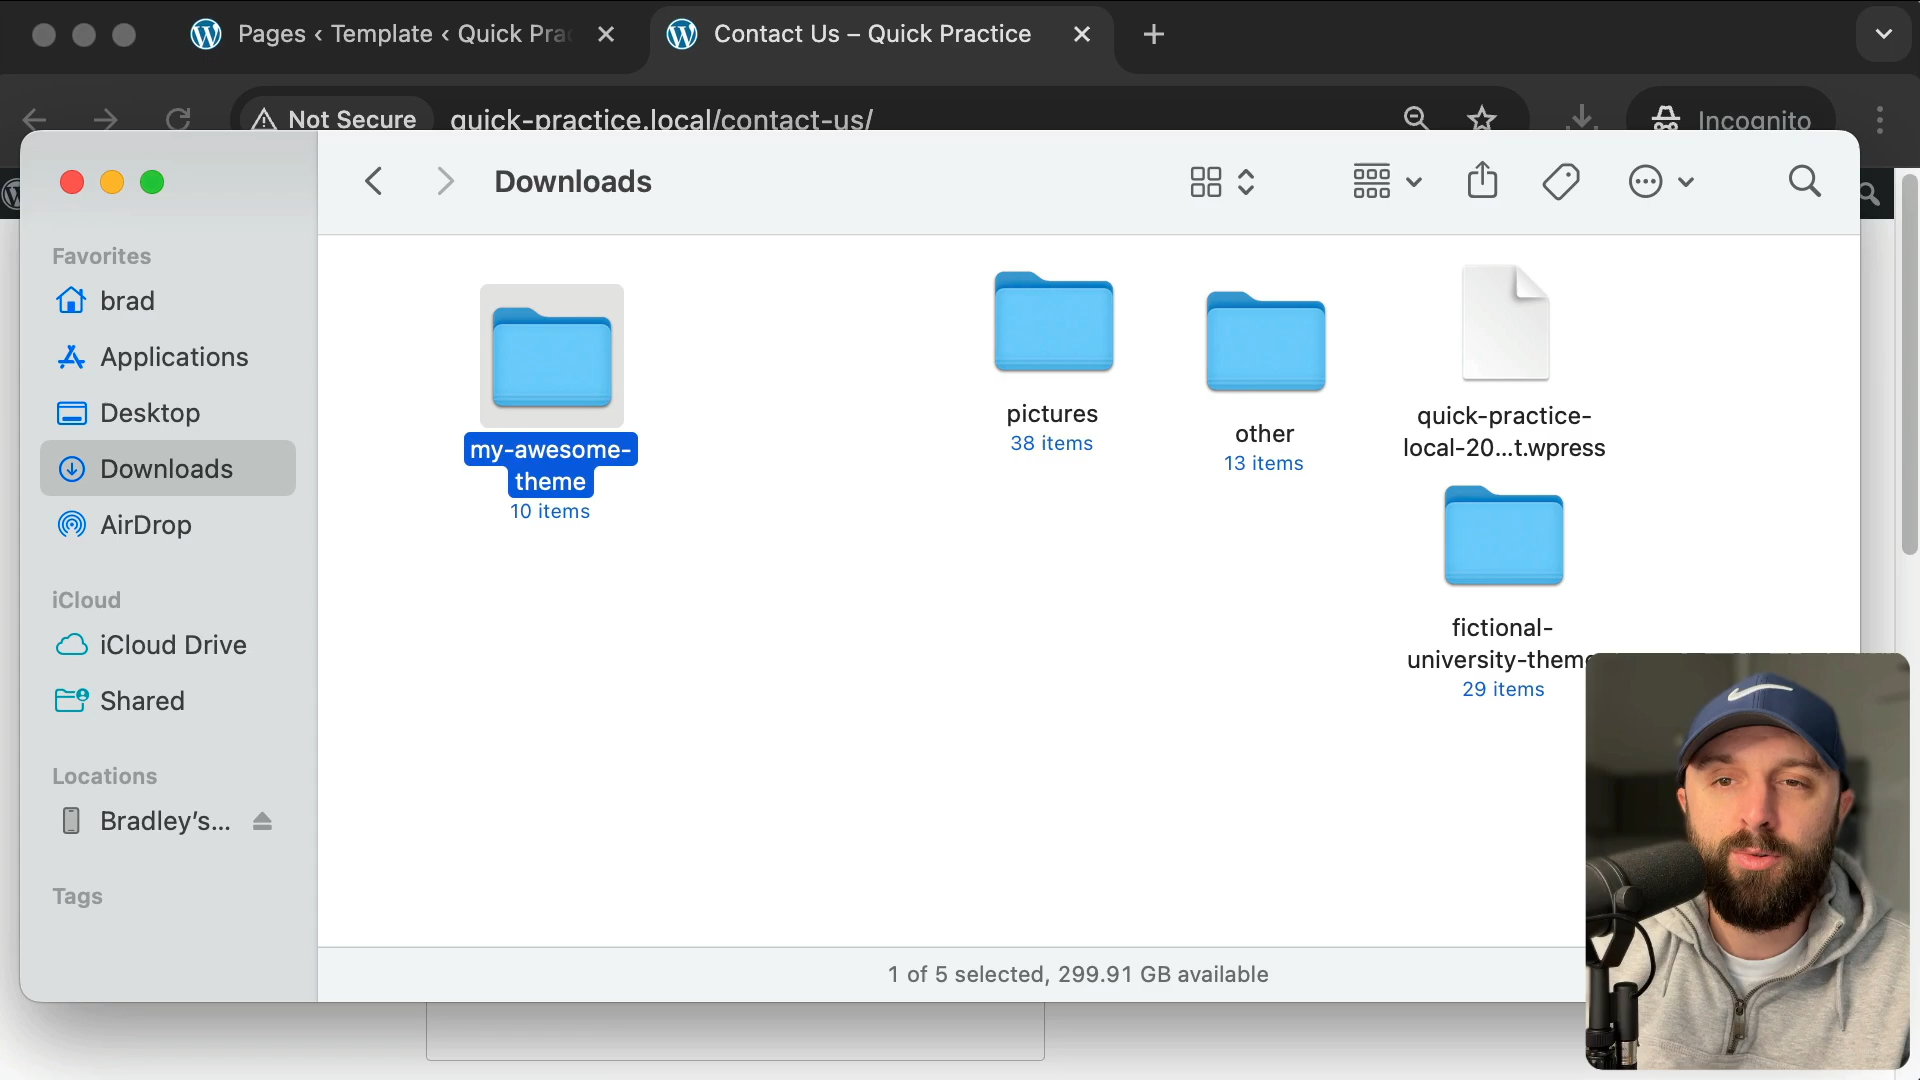 Pages ‹ Template ‹ Quick Pra
Contact Us – Quick Practice
Not Secure
quick-practice.local/contact-us/
Incognito
Downloads
Favorites
brad
Applications
Desktop
Downloads
AirDrop
iCloud
iCloud Drive
Shared
Locations
Bradley’s...
Tags
my-awesome-
theme
10 items
pictures
38 items
other
13 items
quick-practice-
local-20...t.wpress
fictional-
university-theme
29 items
1 of 5 selected, 299.91 GB available